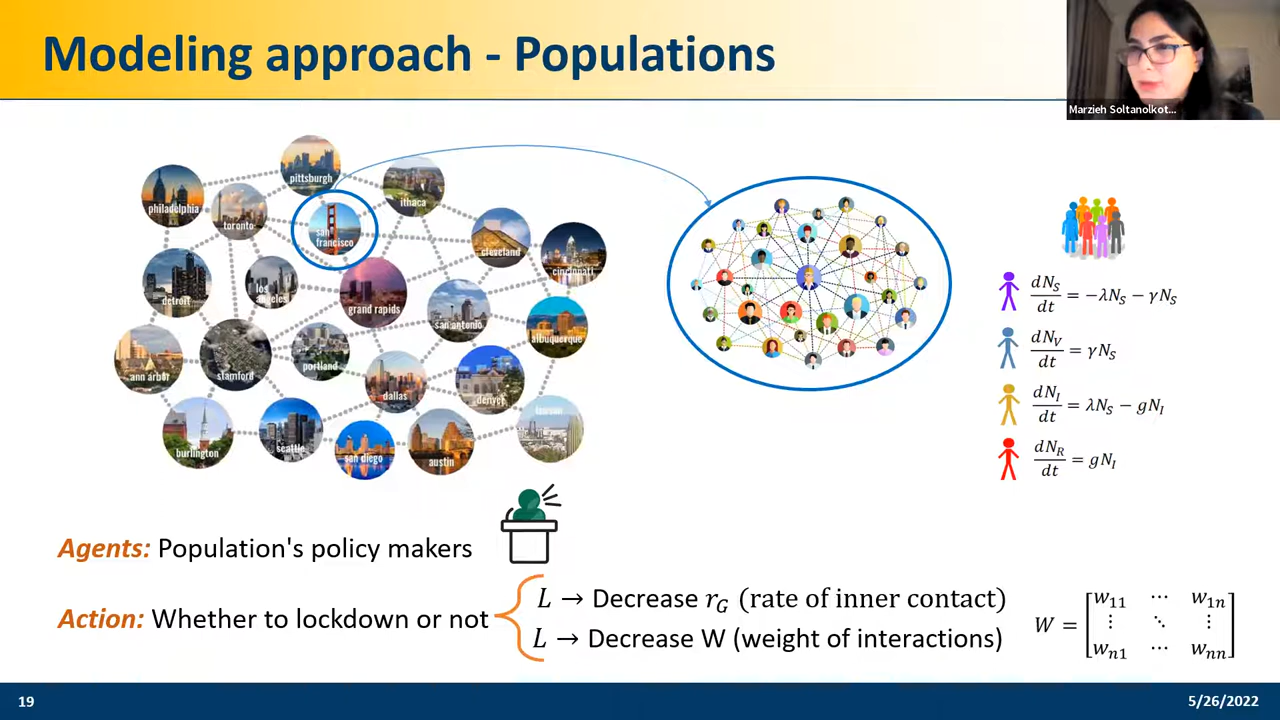 Modeling approach - Populations
Marzieh Soltanolkot...
pittsburgh
ithaca
philadelphia
toronto
san
francisco
cleveland
cincinnati
detroit
los
angeles
grand rapids
san antonio
albuquerque
ann arbor
stamford
portland
dallas
denver
burlington
seattle
san diego
austin
dN_S/dt = −λN_S − γN_S
dN_V/dt = γN_S
dN_I/dt = λN_S − gN_I
dN_R/dt = gN_I
Agents: Population's policy makers
Action: Whether to lockdown or not
L → Decrease r_G (rate of inner contact)
L → Decrease W (weight of interactions)
W = [w_11 ⋯ w_1n
⋮ ⋱ ⋮
w_n1 ⋯ w_nn]
19
5/26/2022